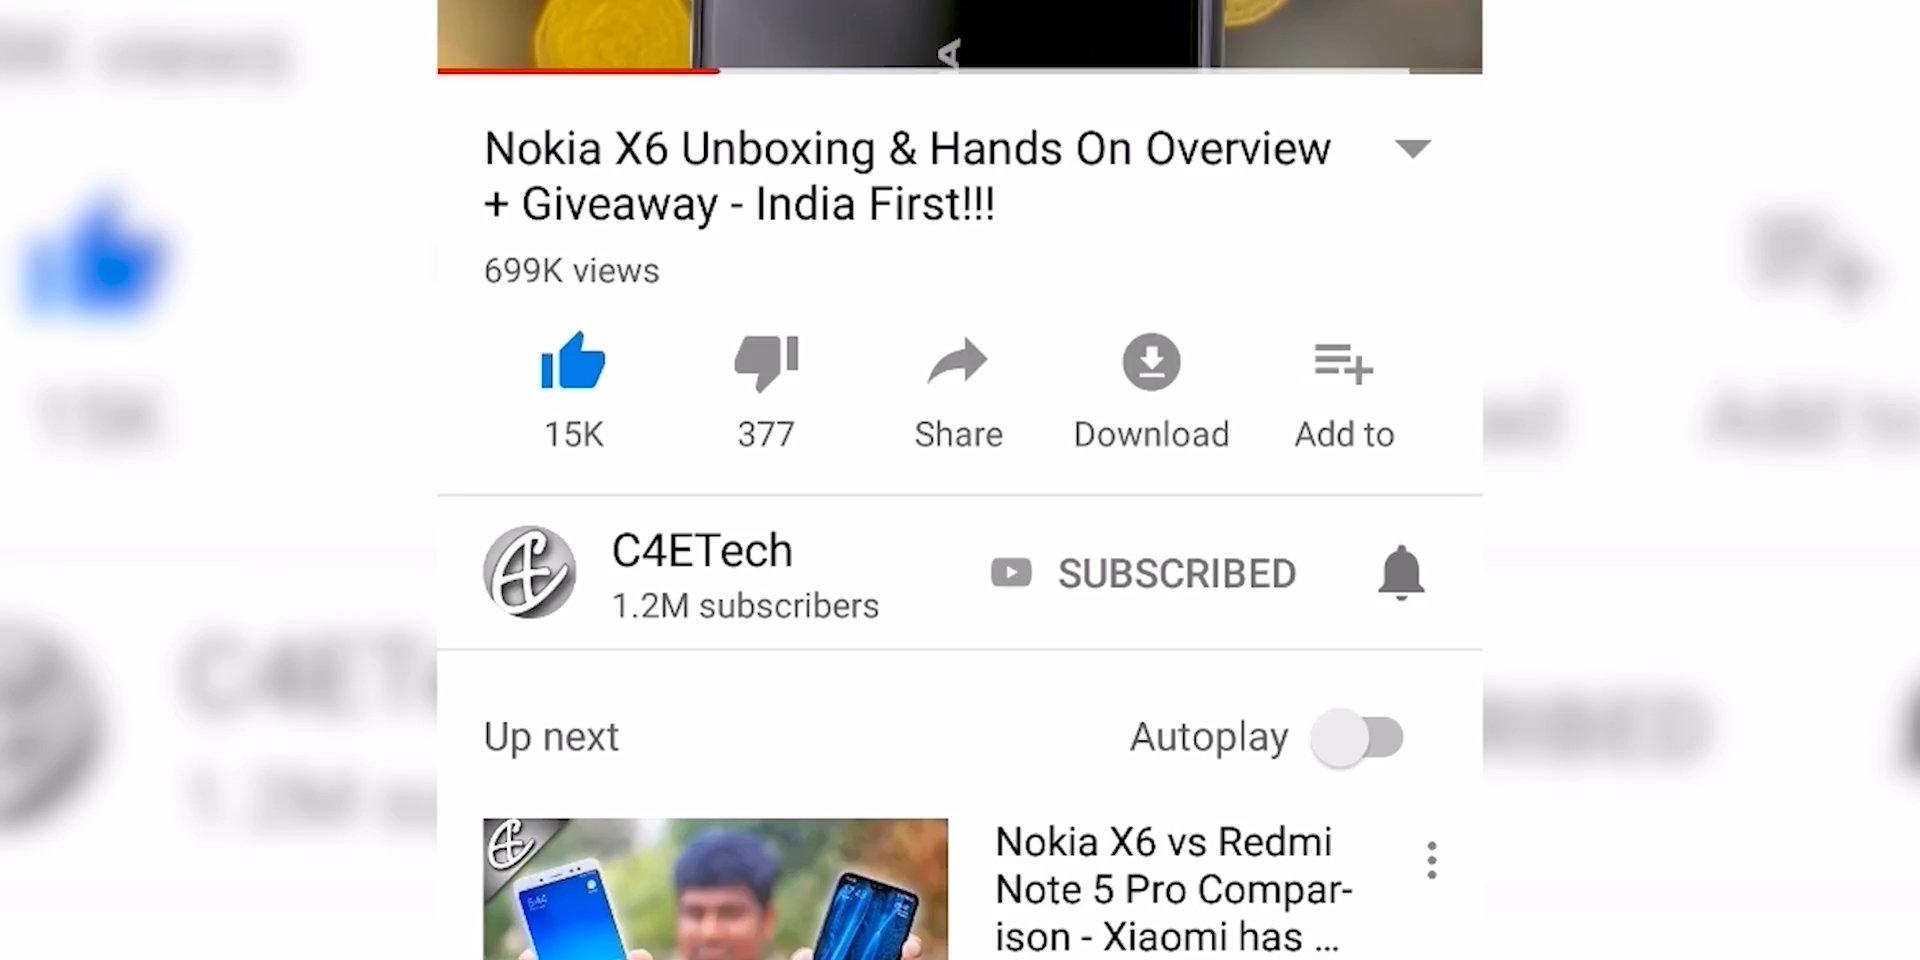 Nokia X6 Unboxing & Hands On Overview
+ Giveaway - India First!!!
699K views
15K
377
Share
Download
Add to
C4ETech
1.2M subscribers
SUBSCRIBED
Up next
Autoplay
Nokia X6 vs Redmi
Note 5 Pro Compar-
ison - Xiaomi has ...